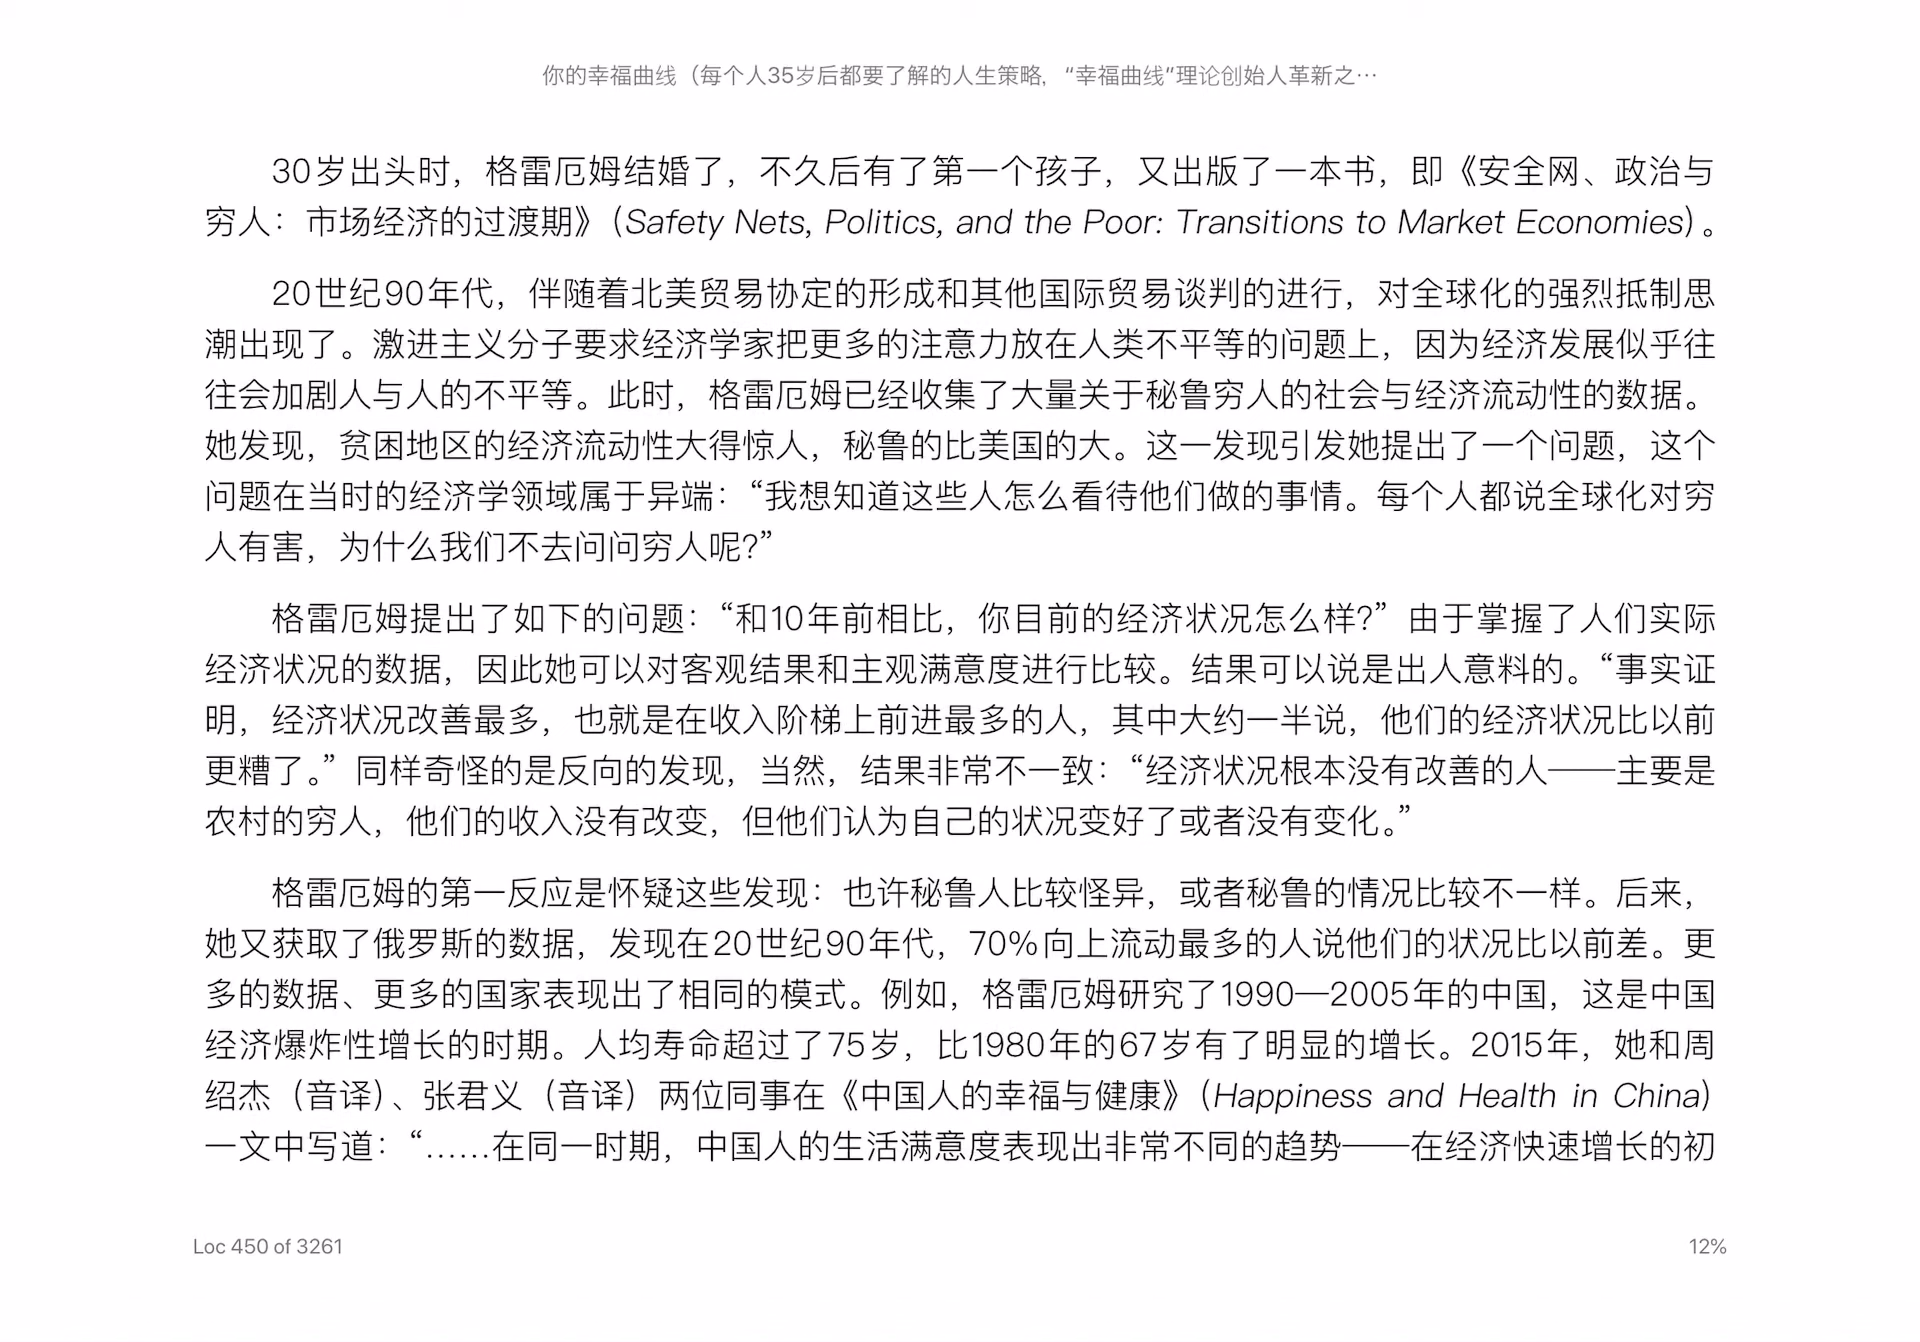 你的幸福曲线（每个人35岁后都要了解的人生策略，“幸福曲线”理论创始人革新之…
30岁出头时，格雷厄姆结婚了，不久后有了第一个孩子，又出版了一本书，即《安全网、政治与
穷人：市场经济的过渡期》（Safety Nets, Politics, and the Poor: Transitions to Market Economies）。
20世纪90年代，伴随着北美贸易协定的形成和其他国际贸易谈判的进行，对全球化的强烈抵制思
潮出现了。激进主义分子要求经济学家把更多的注意力放在人类不平等的问题上，因为经济发展似乎往
往会加剧人与人的不平等。此时，格雷厄姆已经收集了大量关于秘鲁穷人的社会与经济流动性的数据。
她发现，贫困地区的经济流动性大得惊人，秘鲁的比美国的大。这一发现引发她提出了一个问题，这个
问题在当时的经济学领域属于异端：“我想知道这些人怎么看待他们做的事情。每个人都说全球化对穷
人有害，为什么我们不去问问穷人呢?”
格雷厄姆提出了如下的问题：“和10年前相比，你目前的经济状况怎么样?”由于掌握了人们实际
经济状况的数据，因此她可以对客观结果和主观满意度进行比较。结果可以说是出人意料的。“事实证
明，经济状况改善最多，也就是在收入阶梯上前进最多的人，其中大约一半说，他们的经济状况比以前
更糟了。”同样奇怪的是反向的发现，当然，结果非常不一致：“经济状况根本没有改善的人——主要是
农村的穷人，他们的收入没有改变，但他们认为自己的状况变好了或者没有变化。”
格雷厄姆的第一反应是怀疑这些发现：也许秘鲁人比较怪异，或者秘鲁的情况比较不一样。后来，
她又获取了俄罗斯的数据，发现在20世纪90年代，70%向上流动最多的人说他们的状况比以前差。更
多的数据、更多的国家表现出了相同的模式。例如，格雷厄姆研究了1990—2005年的中国，这是中国
经济爆炸性增长的时期。人均寿命超过了75岁，比1980年的67岁有了明显的增长。2015年，她和周
绍杰（音译）、张君义（音译）两位同事在《中国人的幸福与健康》（Happiness and Health in China）
一文中写道：“……在同一时期，中国人的生活满意度表现出非常不同的趋势——在经济快速增长的初
Loc 450 of 3261
12%